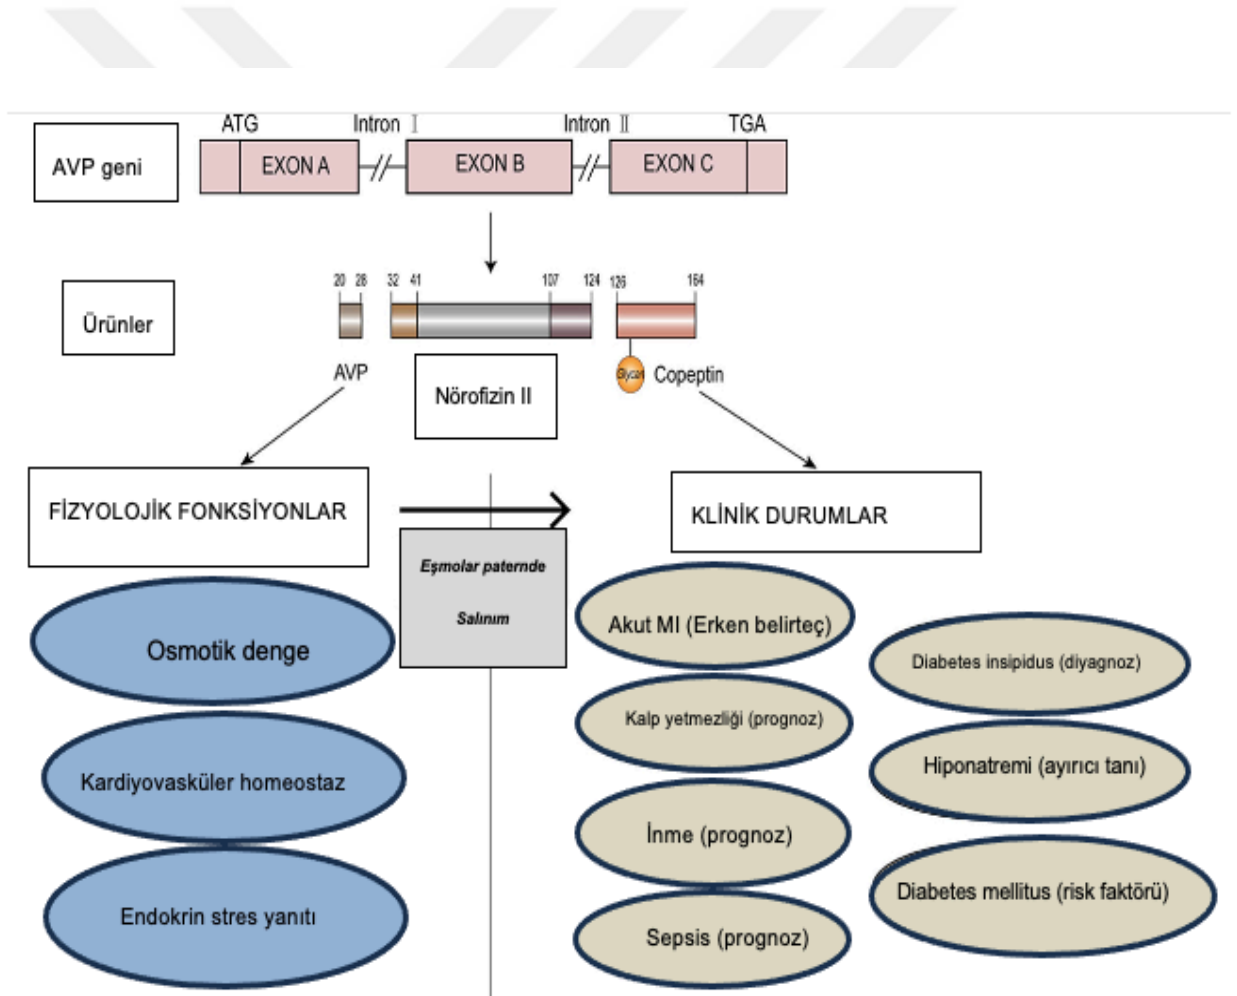 ATG Intron I Intron II TGA
AVP geni
EXON A EXON B EXON C
20 28 32 41 107 124 126 164
Ürünler
AVP
Nörofizin II
Glycan
Copeptin
FİZYOLOJİK FONKSİYONLAR
KLİNİK DURUMLAR
Eşmolar paternde
Salınım
Osmotik denge
Kardiyovasküler homeostaz
Endokrin stres yanıtı
Akut MI (Erken belirteç)
Kalp yetmezliği (prognoz)
İnme (prognoz)
Sepsis (prognoz)
Diabetes insipidus (diyagnoz)
Hiponatremi (ayırıcı tanı)
Diabetes mellitus (risk faktörü)